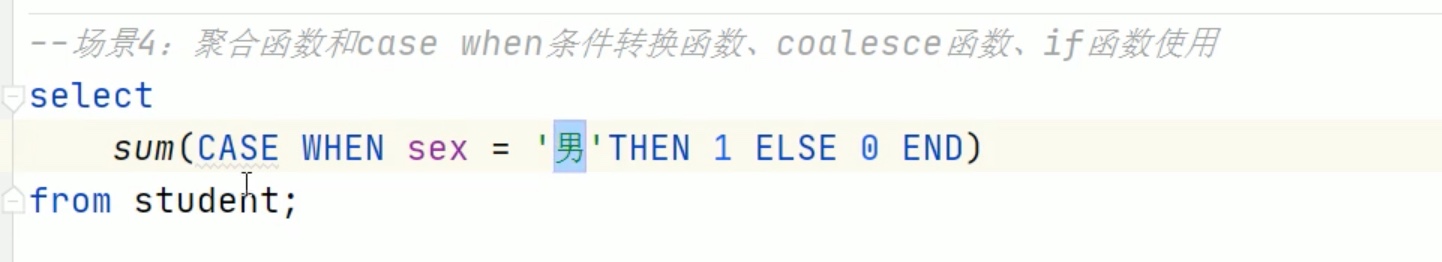 --场景4：聚合函数和case when条件转换函数、coalesce函数、if函数使用
select
    sum(CASE WHEN sex = '男'THEN 1 ELSE 0 END)
from student;